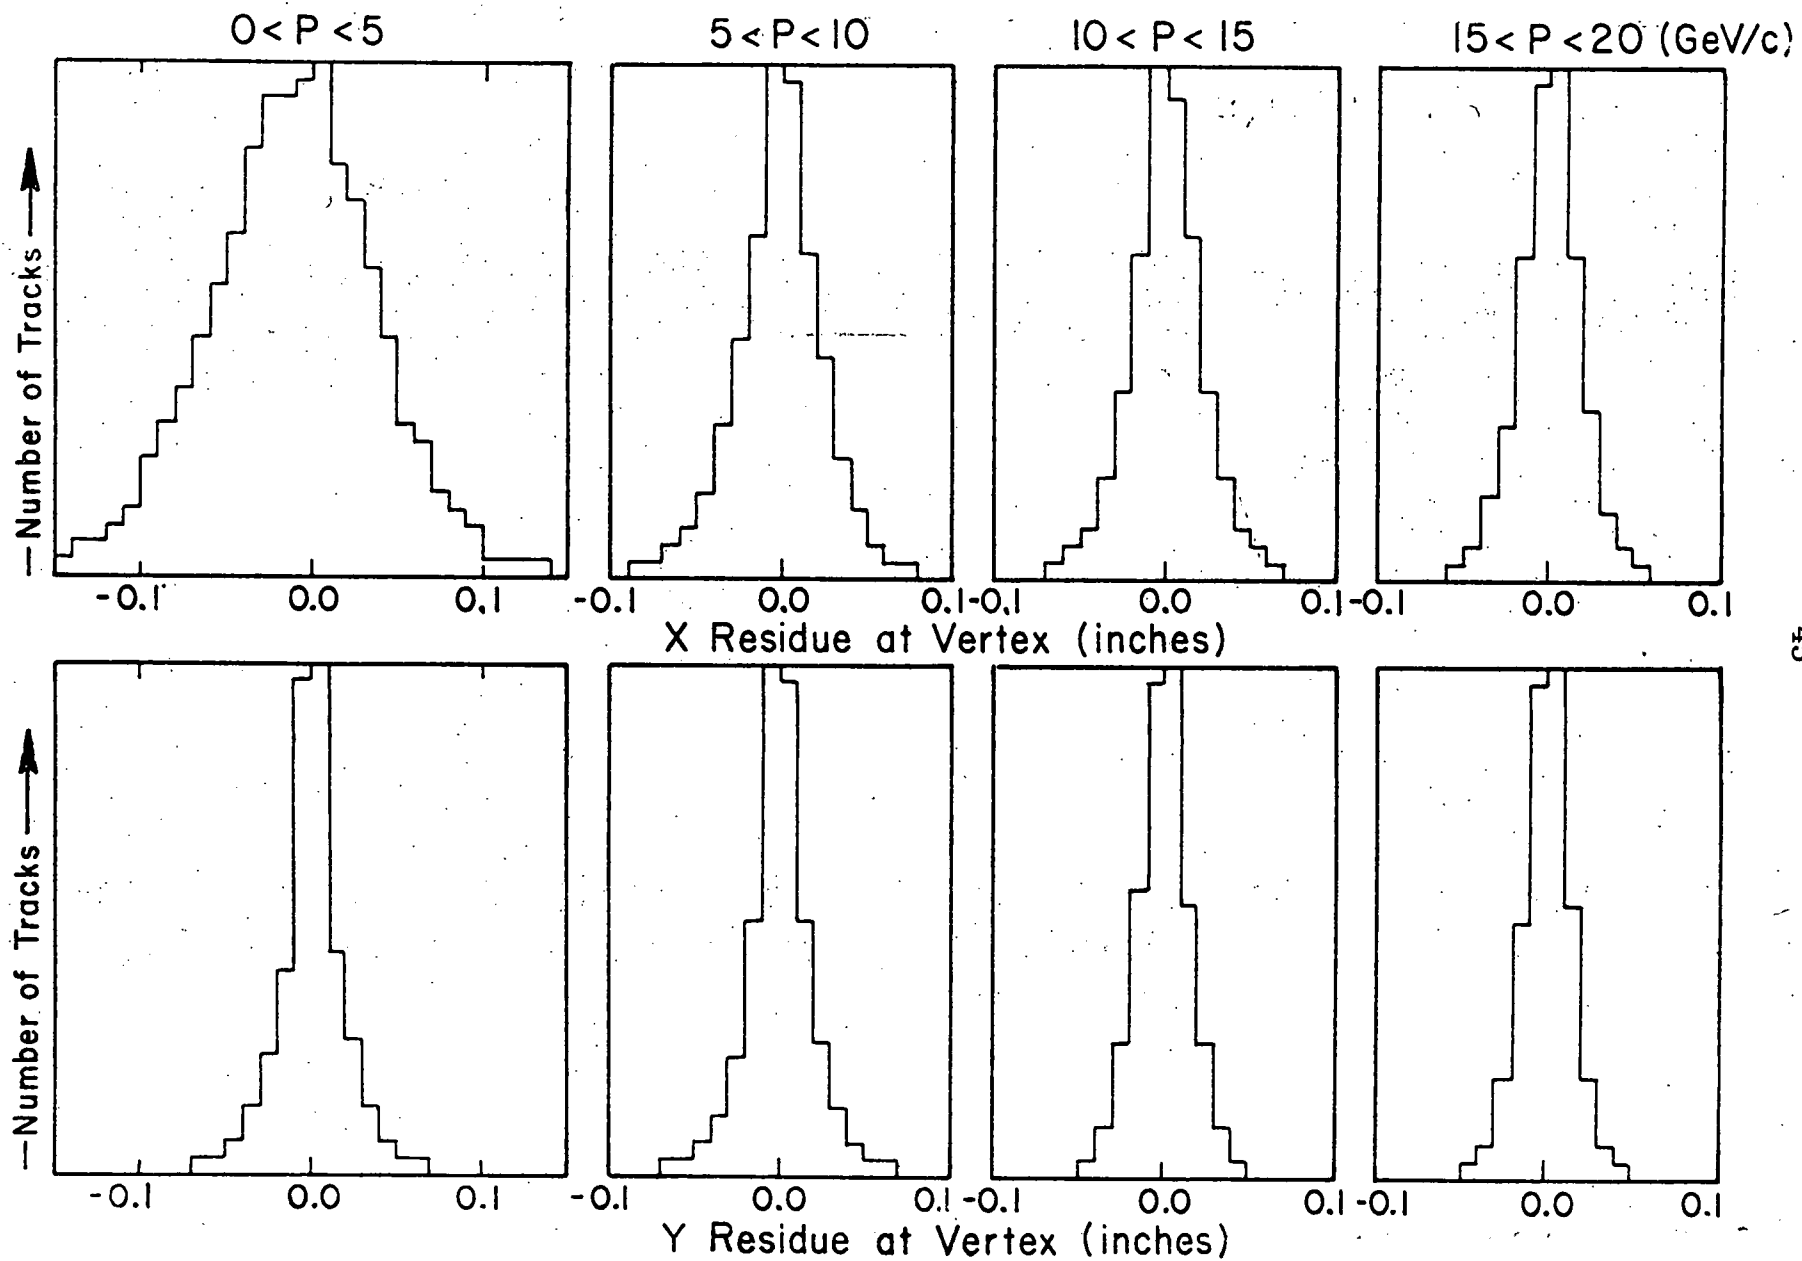 0 < P < 5 5 < P < 10 10 < P < 15 15 < P < 20 (GeV/c)
Number of Tracks
-0.1 0.0 0.1 -0.1 0.0 0.1 -0.1 0.0 0.1 -0.1 0.0 0.1
X Residue at Vertex (inches)
45
Number of Tracks
-0.1 0.0 0.1 -0.1 0.0 0.1 -0.1 0.0 0.1 -0.1 0.0 0.1
Y Residue at Vertex (inches)